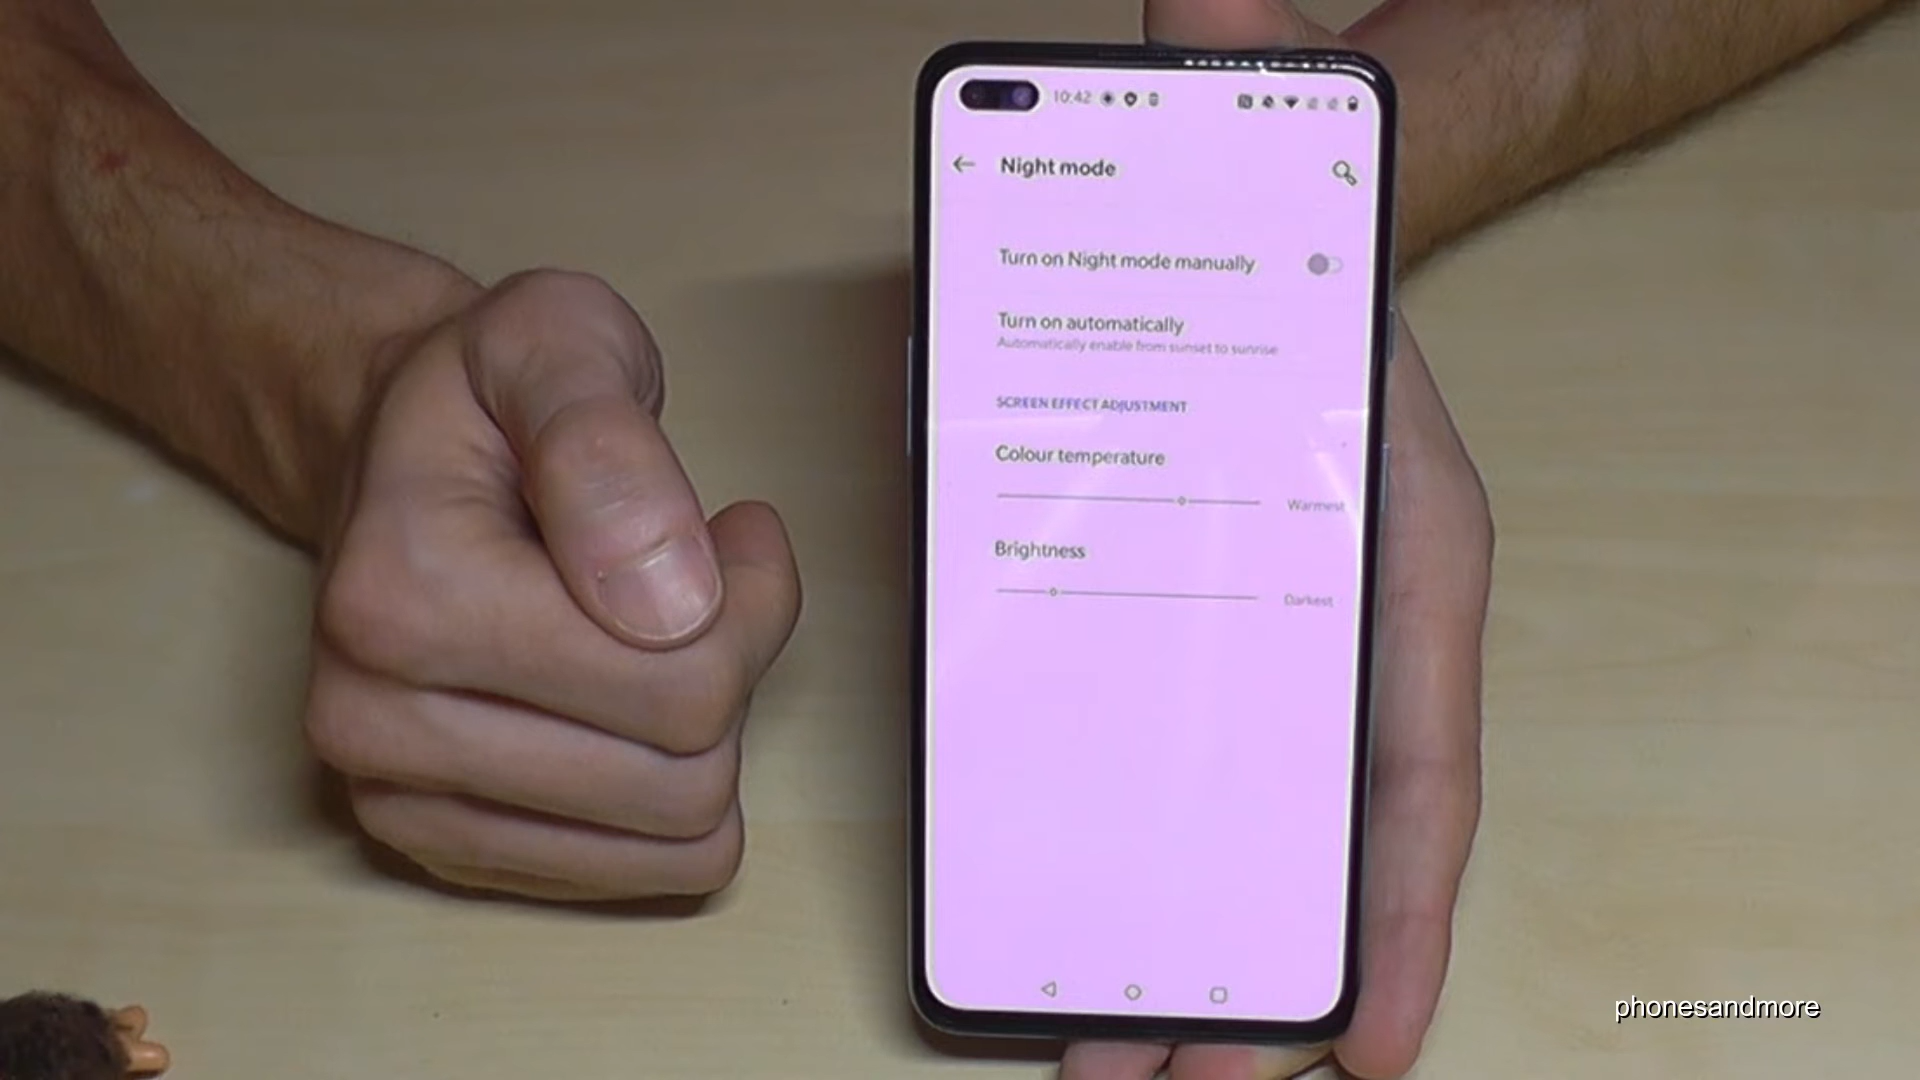 10:42
Night mode
Turn on Night mode manually
Turn on automatically
Automatically enable from sunset to sunrise
SCREEN EFFECT ADJUSTMENT
Colour temperature
Warmest
Brightness
Darkest
phonesandmore